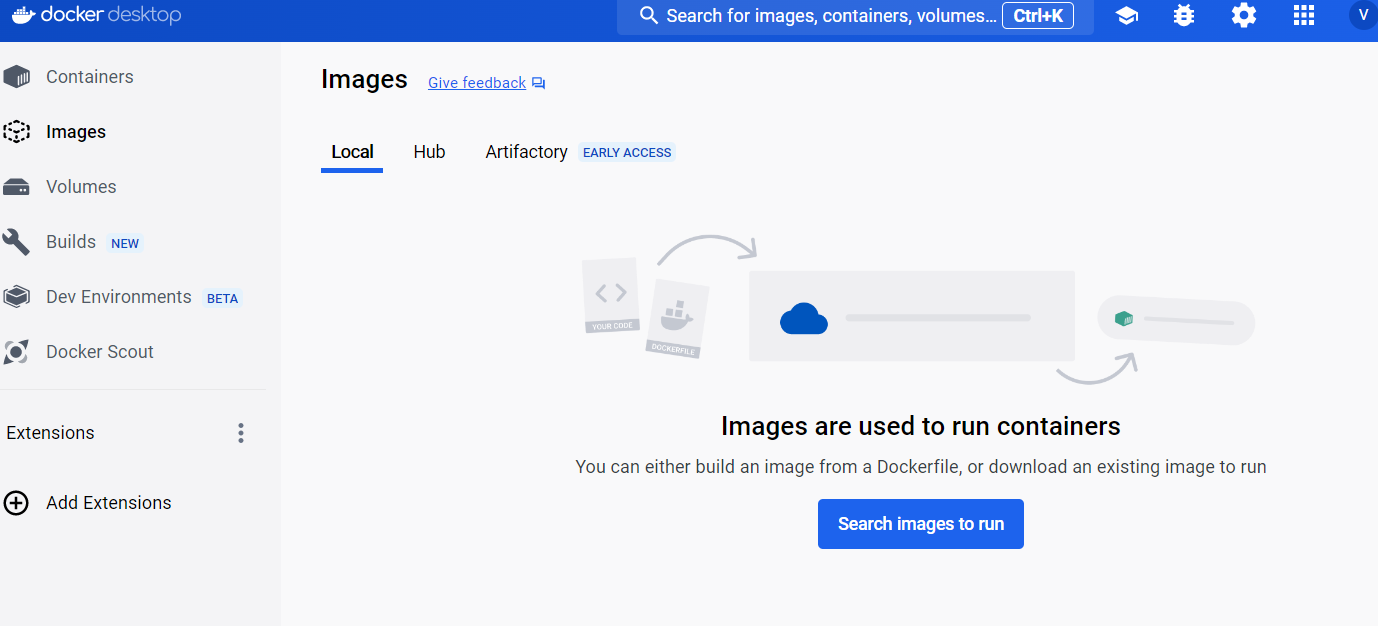 docker desktop
Search for images, containers, volumes... Ctrl+K
V
Containers
Images
Volumes
Builds NEW
Dev Environments BETA
Docker Scout
Extensions
Add Extensions
Images Give feedback
Local Hub Artifactory EARLY ACCESS
YOUR CODE
DOCKERFILE
Images are used to run containers
You can either build an image from a Dockerfile, or download an existing image to run
Search images to run